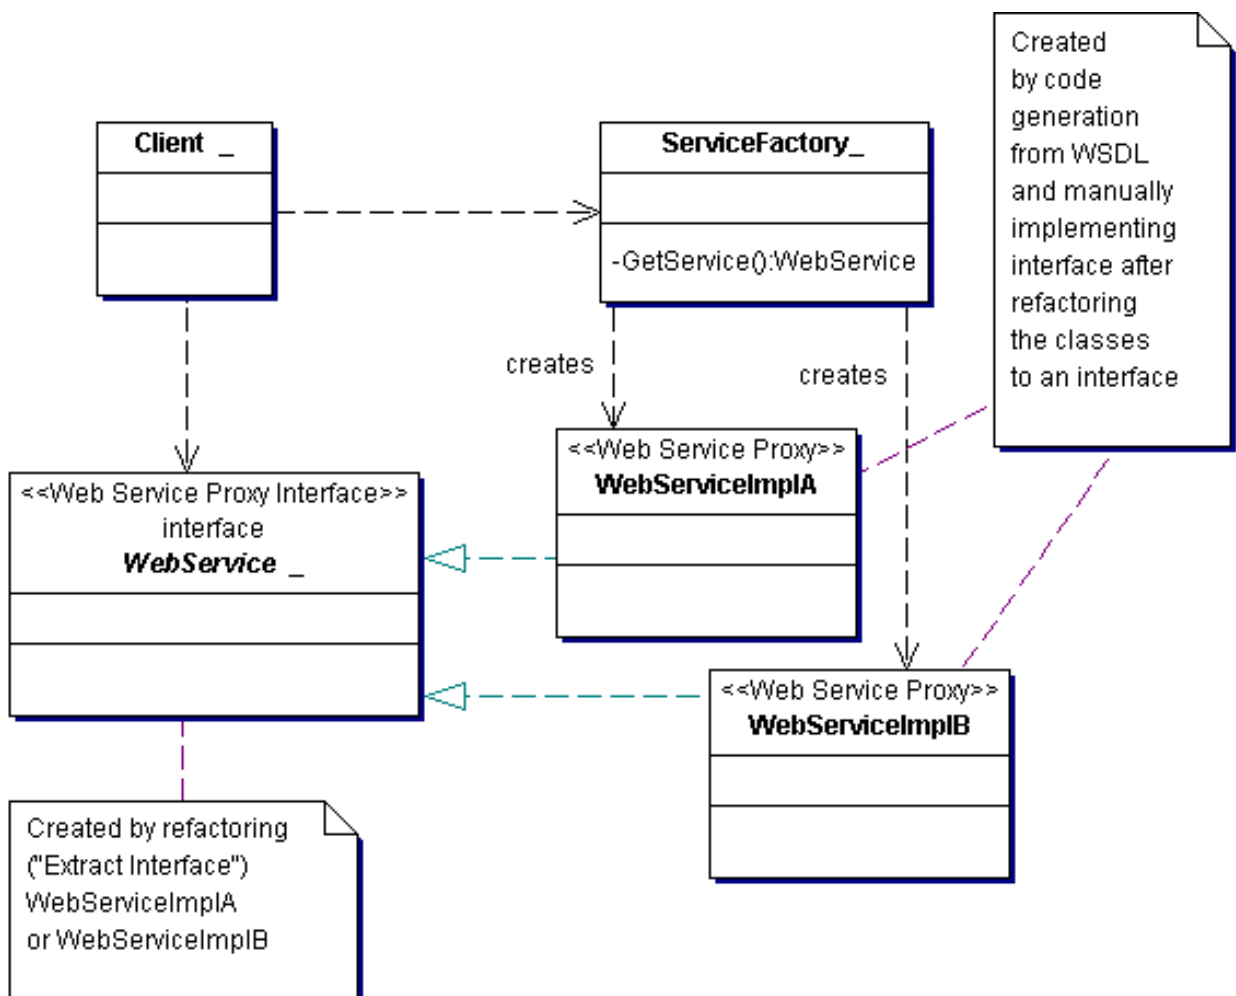 Client _
ServiceFactory_
-GetService():WebService
Created
by code
generation
from WSDL
and manually
implementing
interface after
refactoring
the classes
to an interface
creates
creates
<<Web Service Proxy>>
WebServiceImplA
<<Web Service Proxy Interface>>
interface
WebService _
<<Web Service Proxy>>
WebServiceImplB
Created by refactoring
("Extract Interface")
WebServiceImplA
or WebServiceImplB